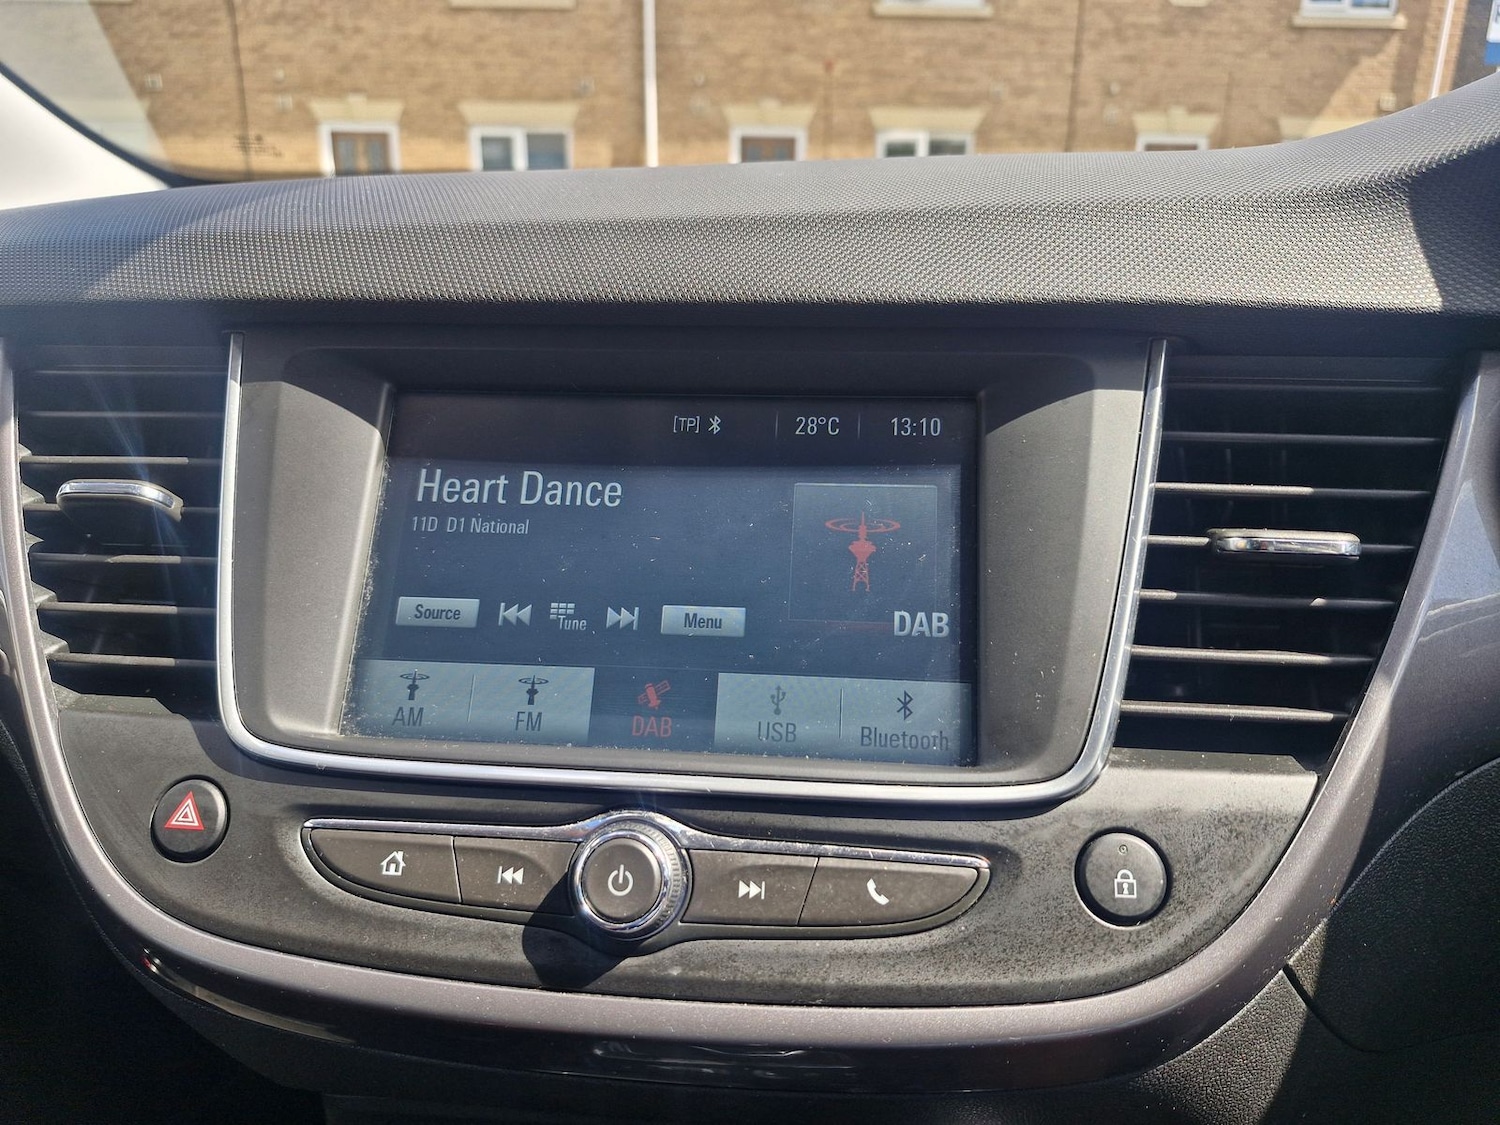 [TP] 28°C 13:10
Heart Dance
11D D1 National
Source Tune Menu
DAB
AM FM DAB USB Bluetooth